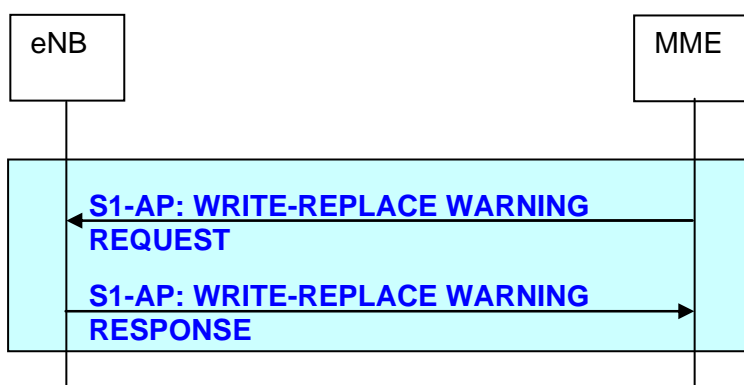 eNB
MME
S1-AP: WRITE-REPLACE WARNING
REQUEST
S1-AP: WRITE-REPLACE WARNING
RESPONSE